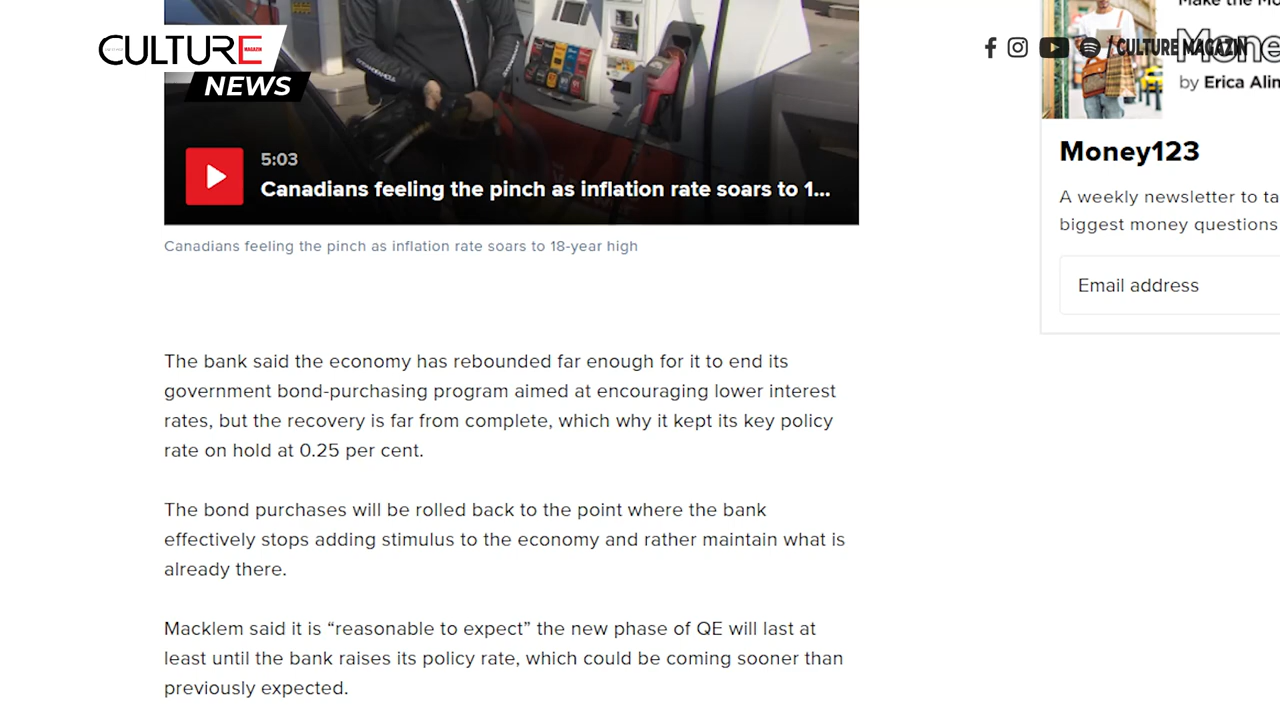 CULTURE
MAGAZIN
NEWS
/ CULTURE MAGAZIN
Make the Mo
Mone
by Erica Alin
5:03
Canadians feeling the pinch as inflation rate soars to 1...
Canadians feeling the pinch as inflation rate soars to 18-year high
Money123
A weekly newsletter to ta
biggest money questions
Email address
The bank said the economy has rebounded far enough for it to end its
government bond-purchasing program aimed at encouraging lower interest
rates, but the recovery is far from complete, which why it kept its key policy
rate on hold at 0.25 per cent.
The bond purchases will be rolled back to the point where the bank
effectively stops adding stimulus to the economy and rather maintain what is
already there.
Macklem said it is “reasonable to expect” the new phase of QE will last at
least until the bank raises its policy rate, which could be coming sooner than
previously expected.